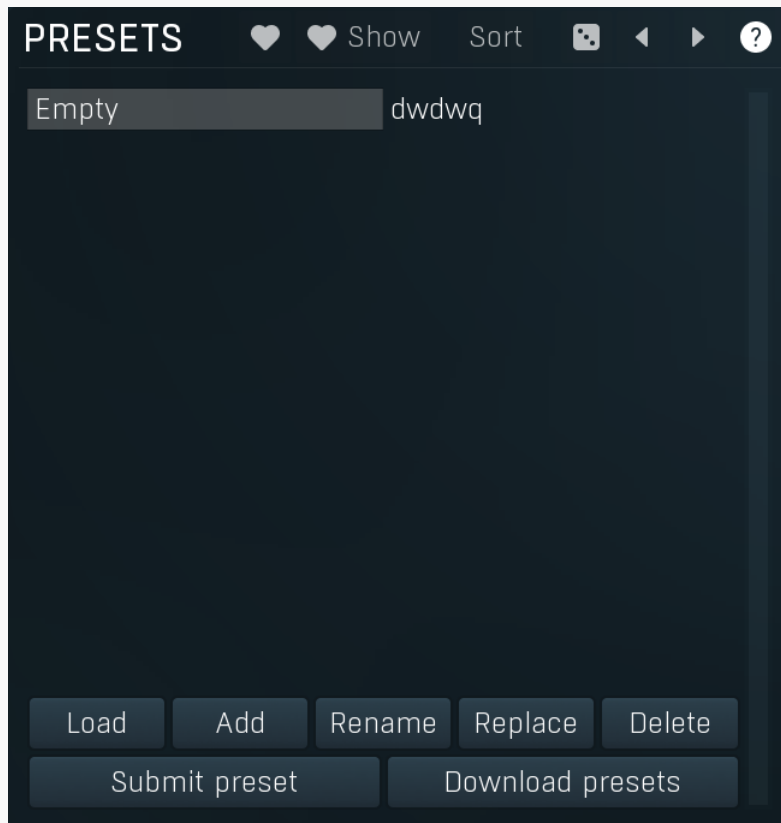 PRESETS Show Sort ?
Empty dwdwq
Load Add Rename Replace Delete
Submit preset Download presets